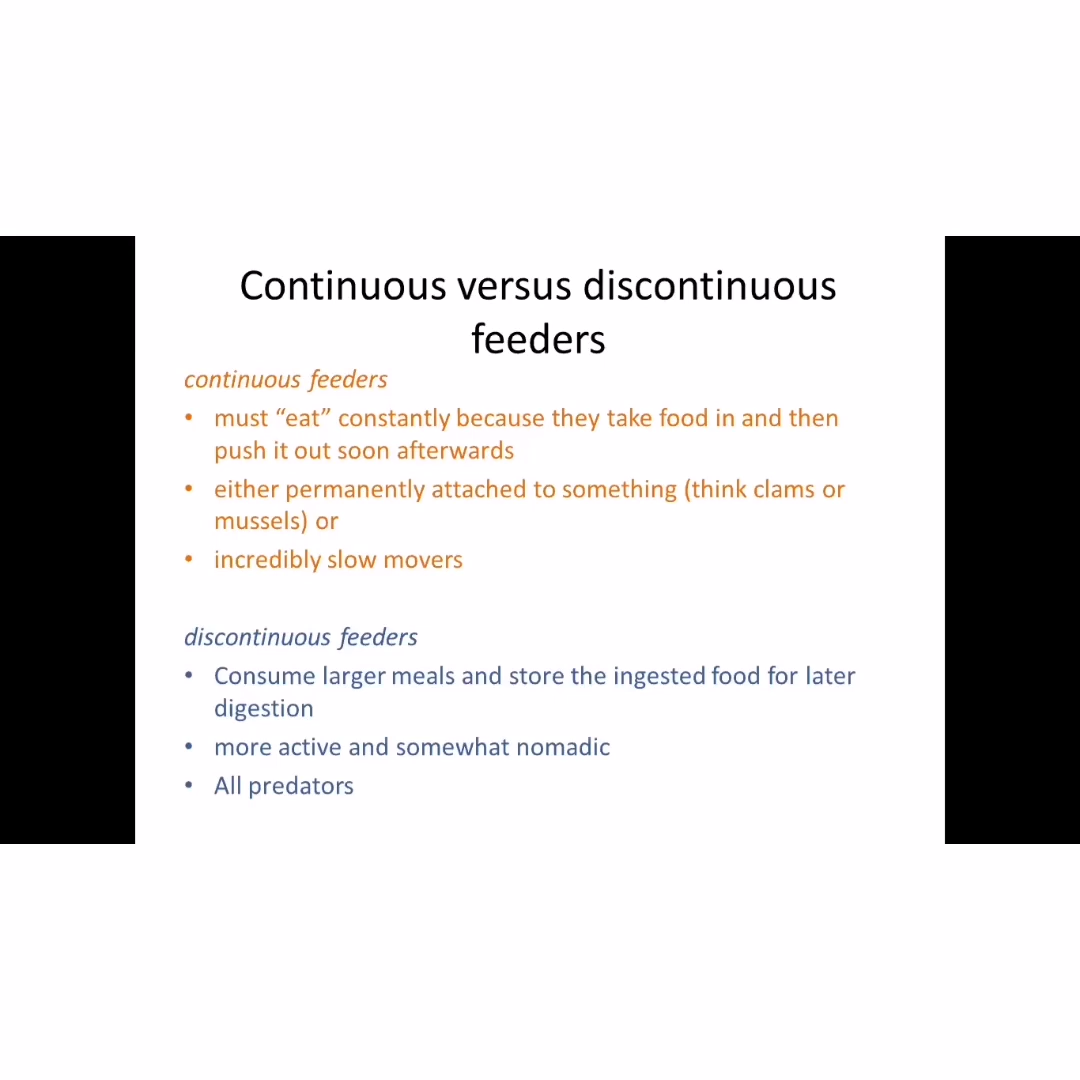 Continuous versus discontinuous
feeders
continuous feeders
• must “eat” constantly because they take food in and then
push it out soon afterwards
• either permanently attached to something (think clams or
mussels) or
• incredibly slow movers
discontinuous feeders
• Consume larger meals and store the ingested food for later
digestion
• more active and somewhat nomadic
• All predators